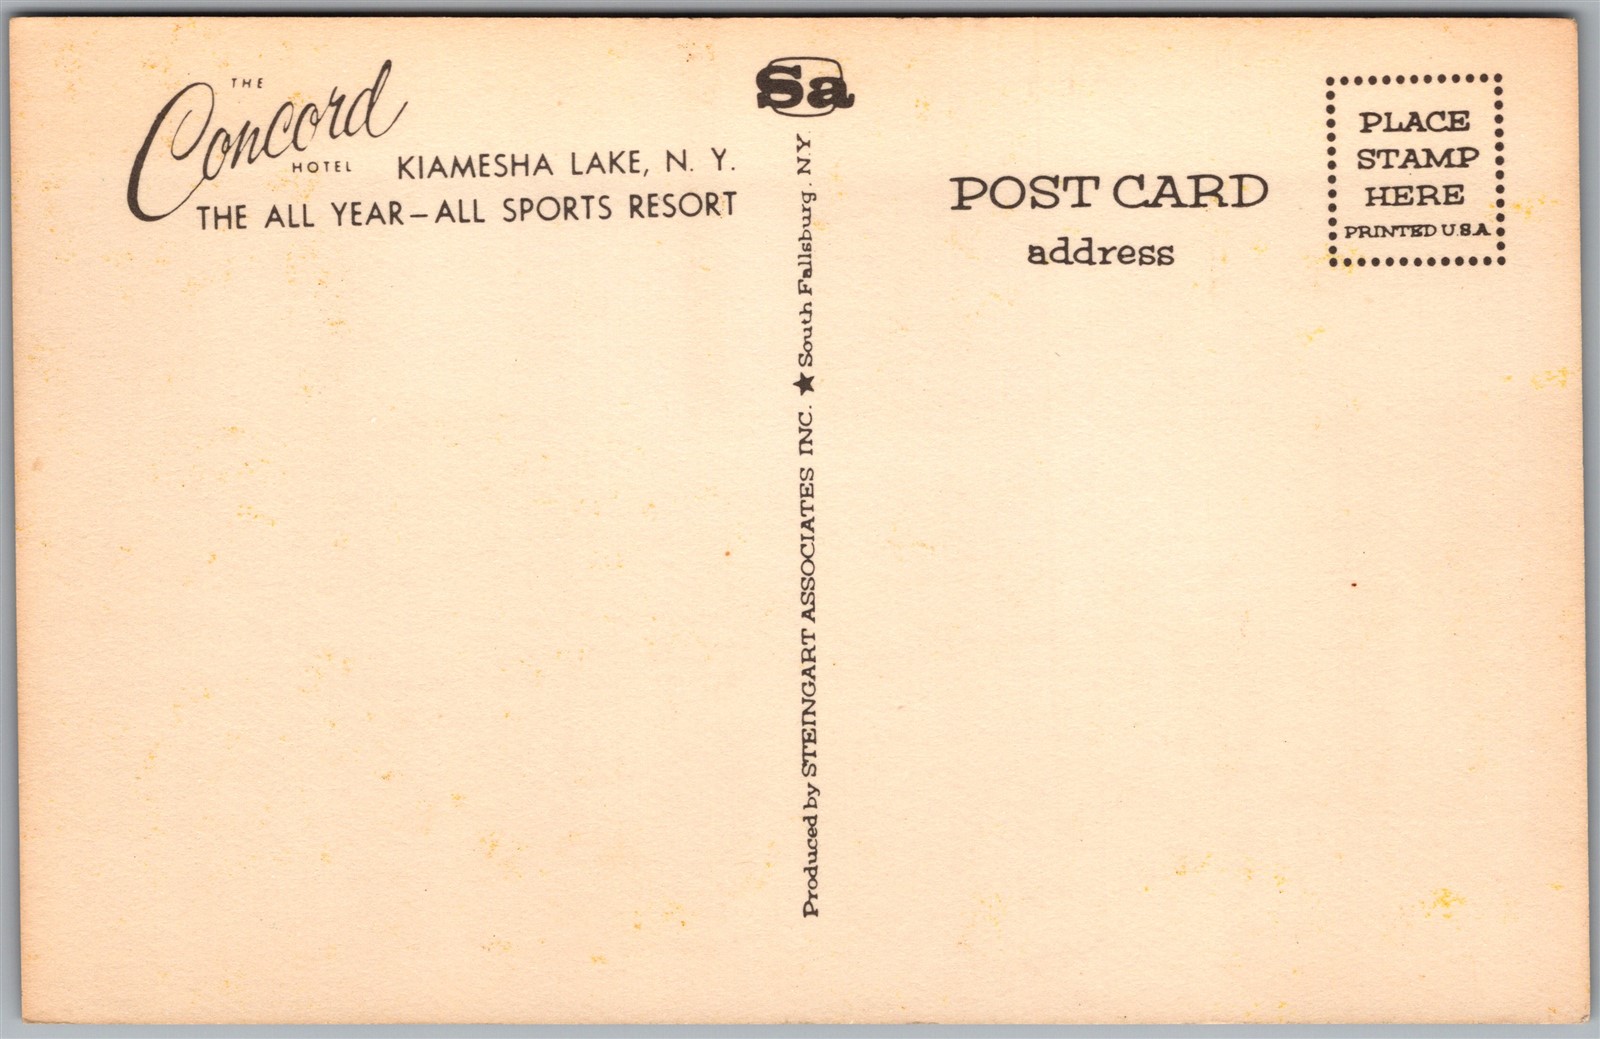 THE
Concord
HOTEL
KIAMESHA LAKE, N. Y.
THE ALL YEAR—ALL SPORTS RESORT
Sa
Produced by STEINGART ASSOCIATES INC. ★ South Fallsburg. N.Y.
POST CARD
address
PLACE
STAMP
HERE
PRINTED U.S.A.